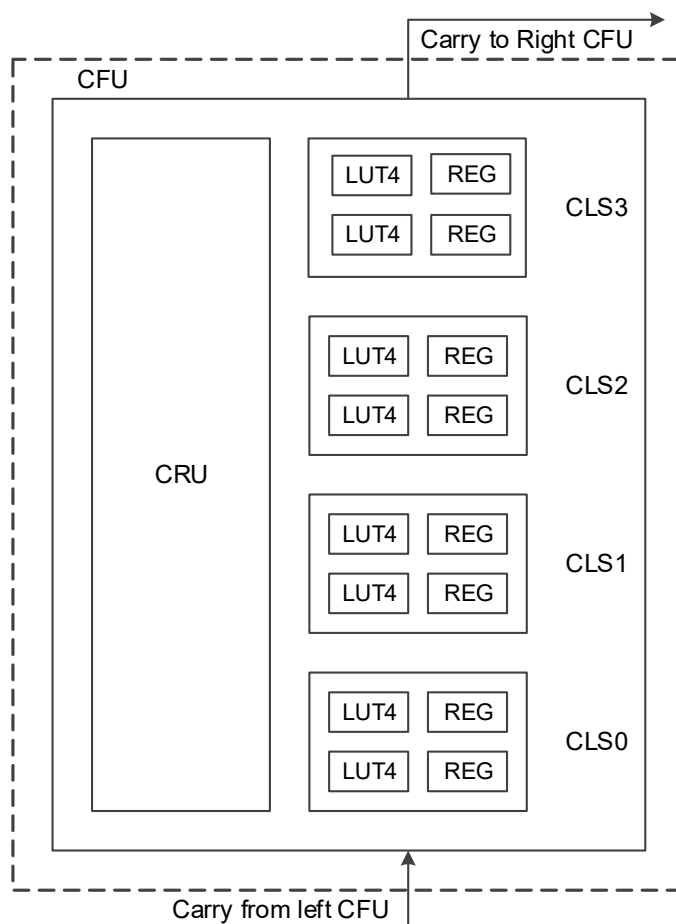 Carry to Right CFU
CFU
LUT4 REG
LUT4 REG
CLS3
LUT4 REG
LUT4 REG
CLS2
CRU
LUT4 REG
LUT4 REG
CLS1
LUT4 REG
LUT4 REG
CLS0
Carry from left CFU